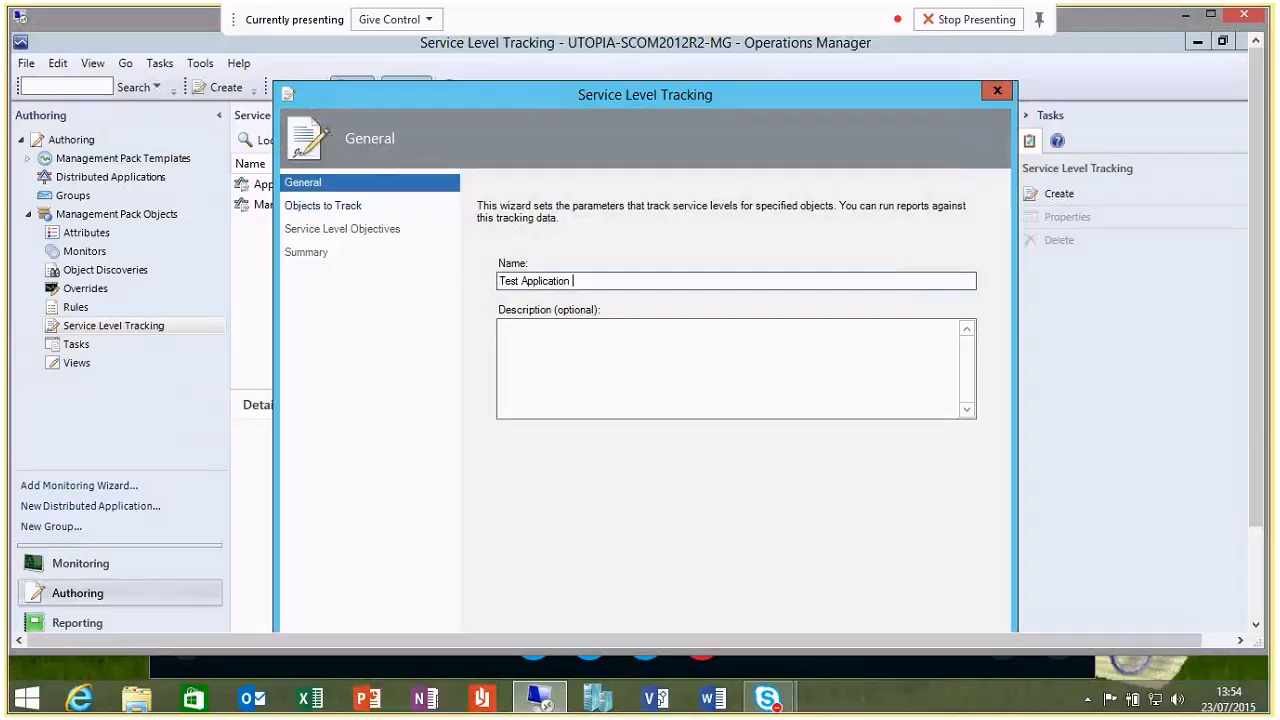 Currently presenting
Give Control
Stop Presenting
Service Level Tracking - UTOPIA-SCOM2012R2-MG - Operations Manager
File Edit View Go Tasks Tools Help
Search
Create
Authoring
Authoring
Management Pack Templates
Distributed Applications
Groups
Management Pack Objects
Attributes
Monitors
Object Discoveries
Overrides
Rules
Service Level Tracking
Tasks
Views
Add Monitoring Wizard...
New Distributed Application...
New Group...
Monitoring
Authoring
Reporting
Service
Loo
Name
App
Mar
Detai
Service Level Tracking
General
General
Objects to Track
Service Level Objectives
Summary
This wizard sets the parameters that track service levels for specified objects. You can run reports against
this tracking data.
Name:
Test Application
Description (optional):
Tasks
Service Level Tracking
Create
Properties
Delete
13:54
23/07/2015